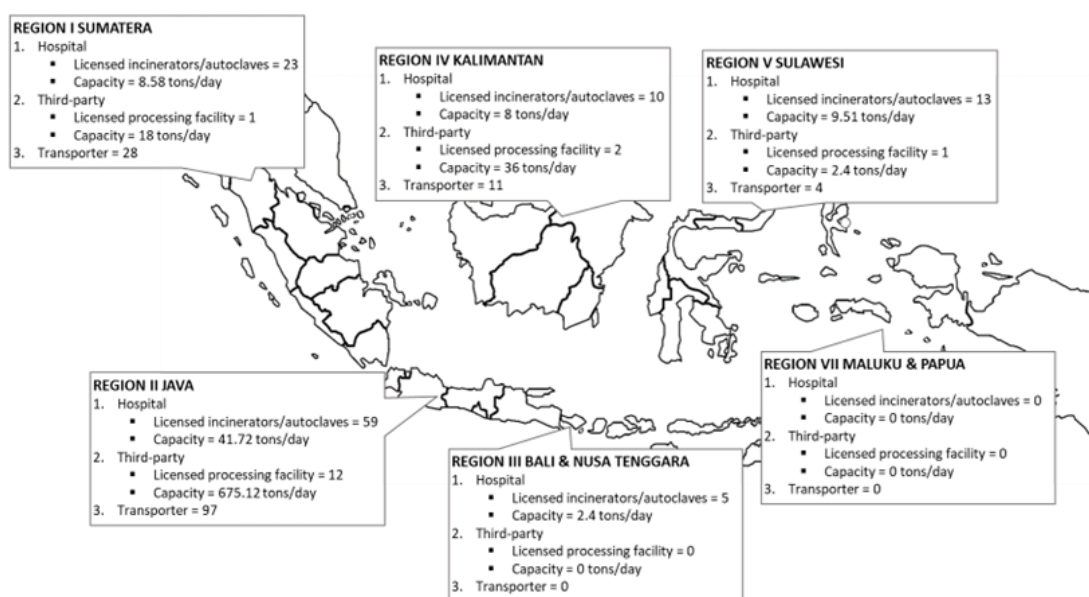 REGION I SUMATERA
1. Hospital
▪ Licensed incinerators/autoclaves = 23
▪ Capacity = 8.58 tons/day
2. Third-party
▪ Licensed processing facility = 1
▪ Capacity = 18 tons/day
3. Transporter = 28
REGION IV KALIMANTAN
1. Hospital
▪ Licensed incinerators/autoclaves = 10
▪ Capacity = 8 tons/day
2. Third-party
▪ Licensed processing facility = 2
▪ Capacity = 36 tons/day
3. Transporter = 11
REGION V SULAWESI
1. Hospital
▪ Licensed incinerators/autoclaves = 13
▪ Capacity = 9.51 tons/day
2. Third-party
▪ Licensed processing facility = 1
▪ Capacity = 2.4 tons/day
3. Transporter = 4
REGION II JAVA
1. Hospital
▪ Licensed incinerators/autoclaves = 59
▪ Capacity = 41.72 tons/day
2. Third-party
▪ Licensed processing facility = 12
▪ Capacity = 675.12 tons/day
3. Transporter = 97
REGION III BALI & NUSA TENGGARA
1. Hospital
▪ Licensed incinerators/autoclaves = 5
▪ Capacity = 2.4 tons/day
2. Third-party
▪ Licensed processing facility = 0
▪ Capacity = 0 tons/day
3. Transporter = 0
REGION VII MALUKU & PAPUA
1. Hospital
▪ Licensed incinerators/autoclaves = 0
▪ Capacity = 0 tons/day
2. Third-party
▪ Licensed processing facility = 0
▪ Capacity = 0 tons/day
3. Transporter = 0